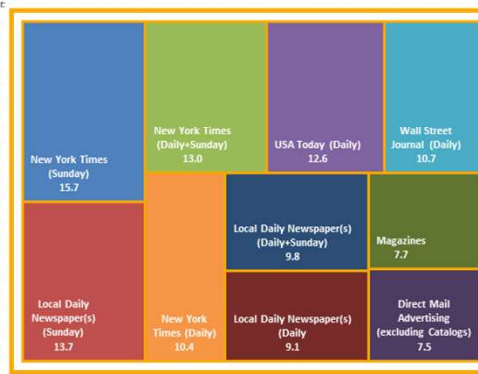 New York Times
(Sunday)
15.7
New York Times
(Daily+Sunday)
13.0
USA Today (Daily)
12.6
Wall Street
Journal (Daily)
10.7
Local Daily
Newspaper(s)
(Sunday)
13.7
New York
Times (Daily)
10.4
Local Daily Newspaper(s)
(Daily+Sunday)
9.8
Magazines
7.7
Local Daily Newspaper(s)
(Daily
9.1
Direct Mail
Advertising
(excluding Catalogs)
7.5